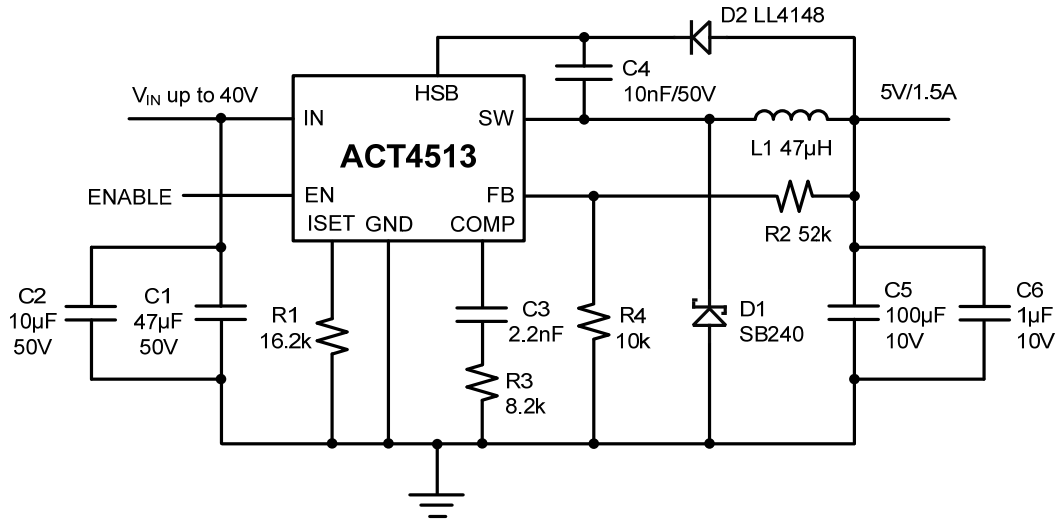 D2 LL4148
C4
10nF/50V
HSB
V_IN up to 40V
IN
SW
5V/1.5A
ACT4513
L1 47µH
ENABLE
EN
FB
ISET
GND
COMP
R2 52k
C2
10µF
50V
C1
47µF
50V
R1
16.2k
C3
2.2nF
R3
8.2k
R4
10k
D1
SB240
C5
100µF
10V
C6
1µF
10V